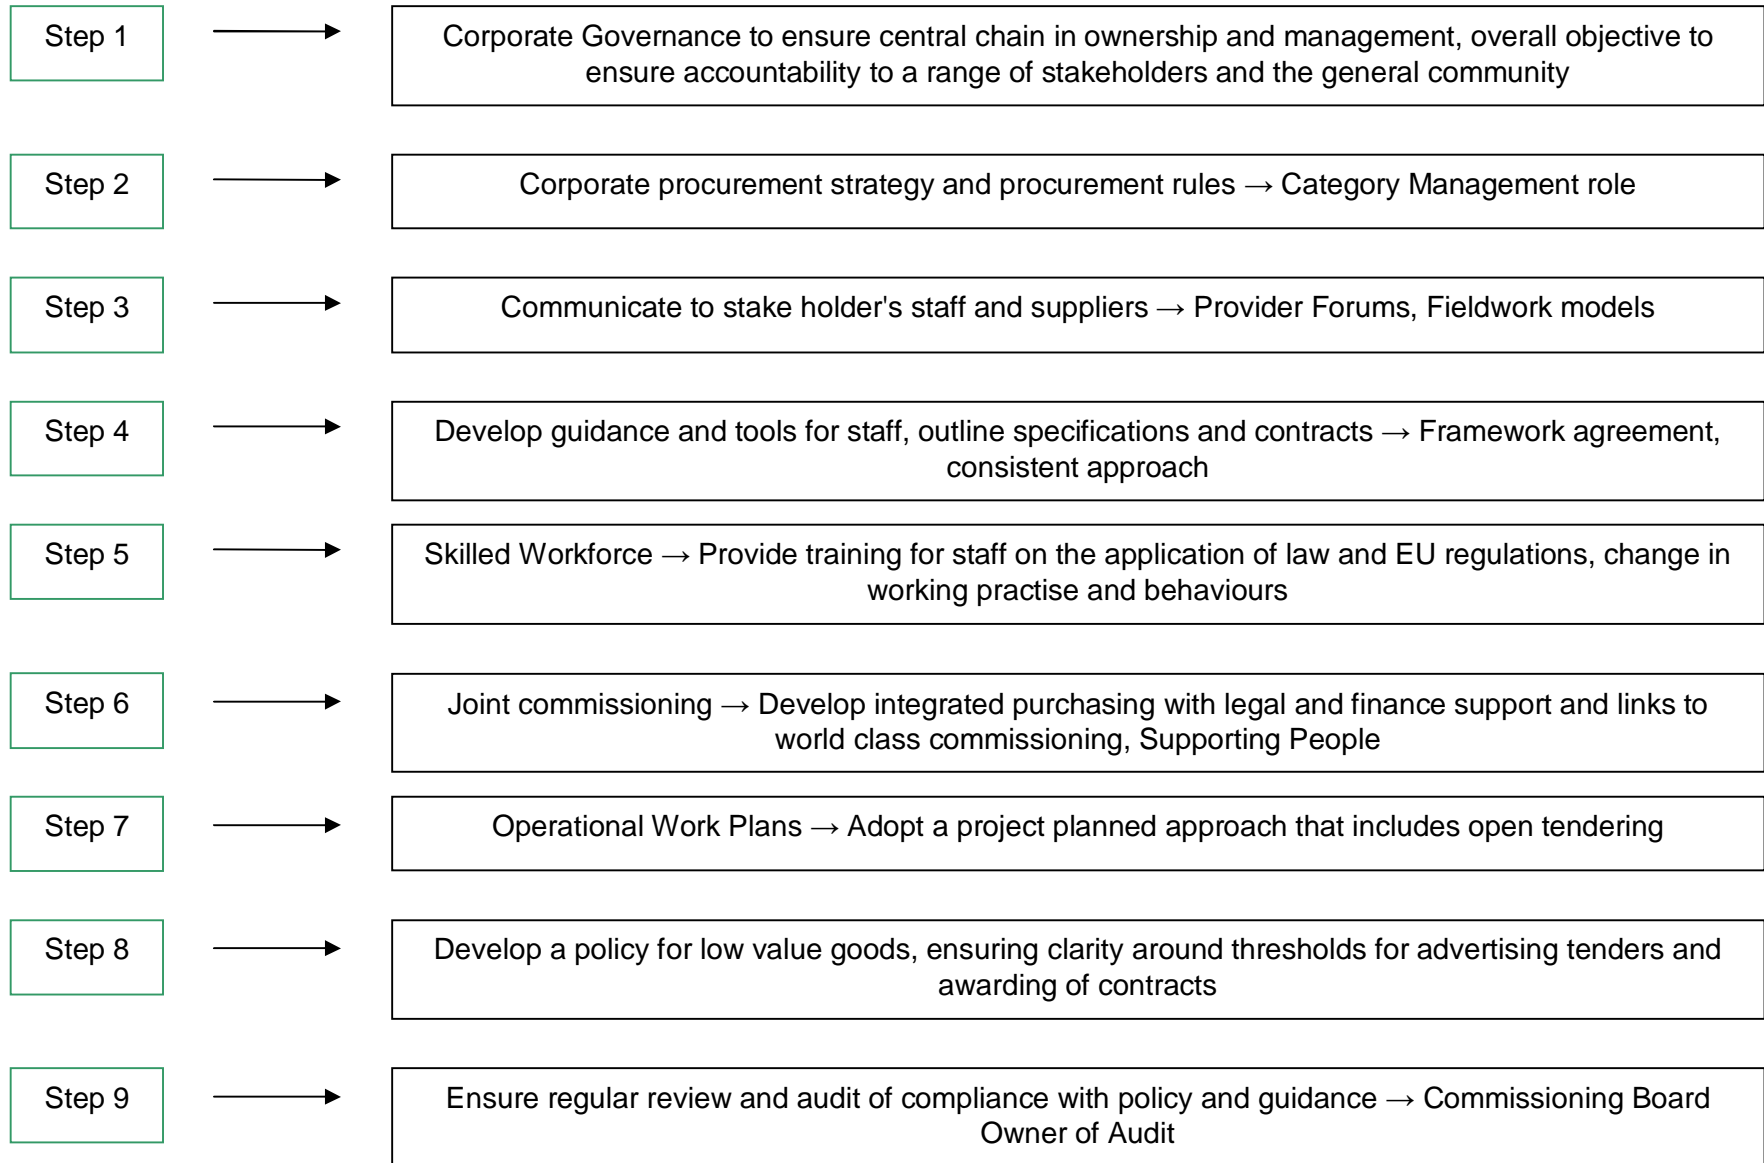 Step 1
Corporate Governance to ensure central chain in ownership and management, overall objective to
ensure accountability to a range of stakeholders and the general community
Step 2
Corporate procurement strategy and procurement rules → Category Management role
Step 3
Communicate to stake holder's staff and suppliers → Provider Forums, Fieldwork models
Step 4
Develop guidance and tools for staff, outline specifications and contracts → Framework agreement,
consistent approach
Step 5
Skilled Workforce → Provide training for staff on the application of law and EU regulations, change in
working practise and behaviours
Step 6
Joint commissioning → Develop integrated purchasing with legal and finance support and links to
world class commissioning, Supporting People
Step 7
Operational Work Plans → Adopt a project planned approach that includes open tendering
Step 8
Develop a policy for low value goods, ensuring clarity around thresholds for advertising tenders and
awarding of contracts
Step 9
Ensure regular review and audit of compliance with policy and guidance → Commissioning Board
Owner of Audit